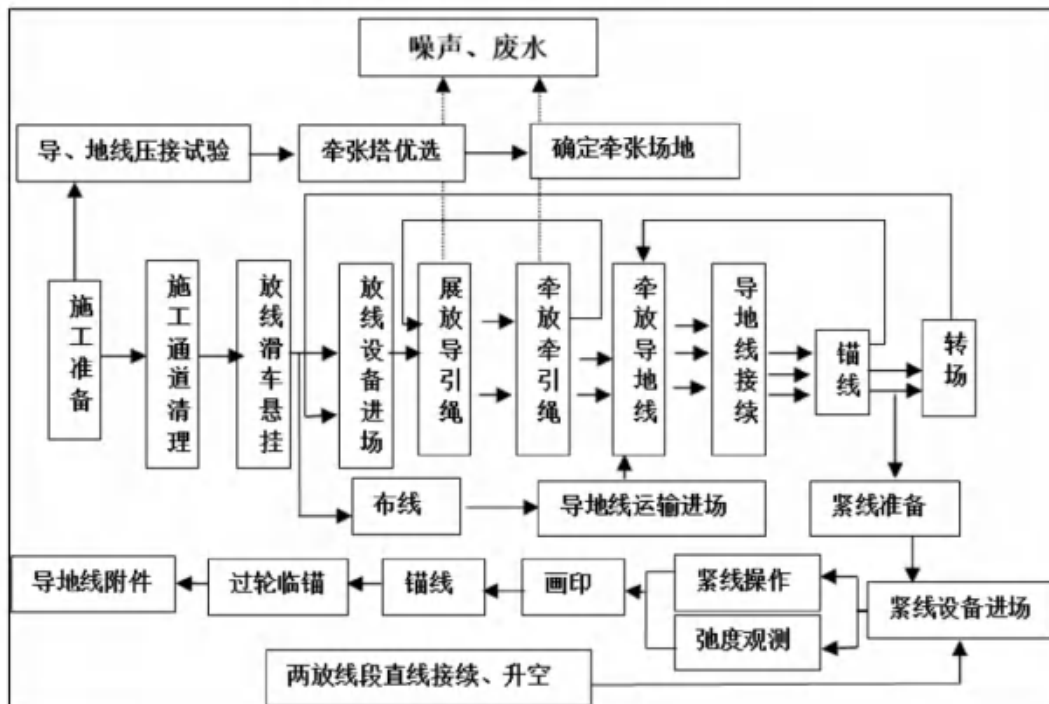 噪声、废水
导、地线压接试验
牵张塔优选
确定牵张场地
施工准备
施工通道清理
放线滑车悬挂
放线设备进场
展放导引绳
牵放牵引绳
牵放导地线
导地线接续
锚线
转场
布线
导地线运输进场
紧线准备
导地线附件
过轮临锚
锚线
画印
紧线操作
弛度观测
紧线设备进场
两放线段直线接续、升空